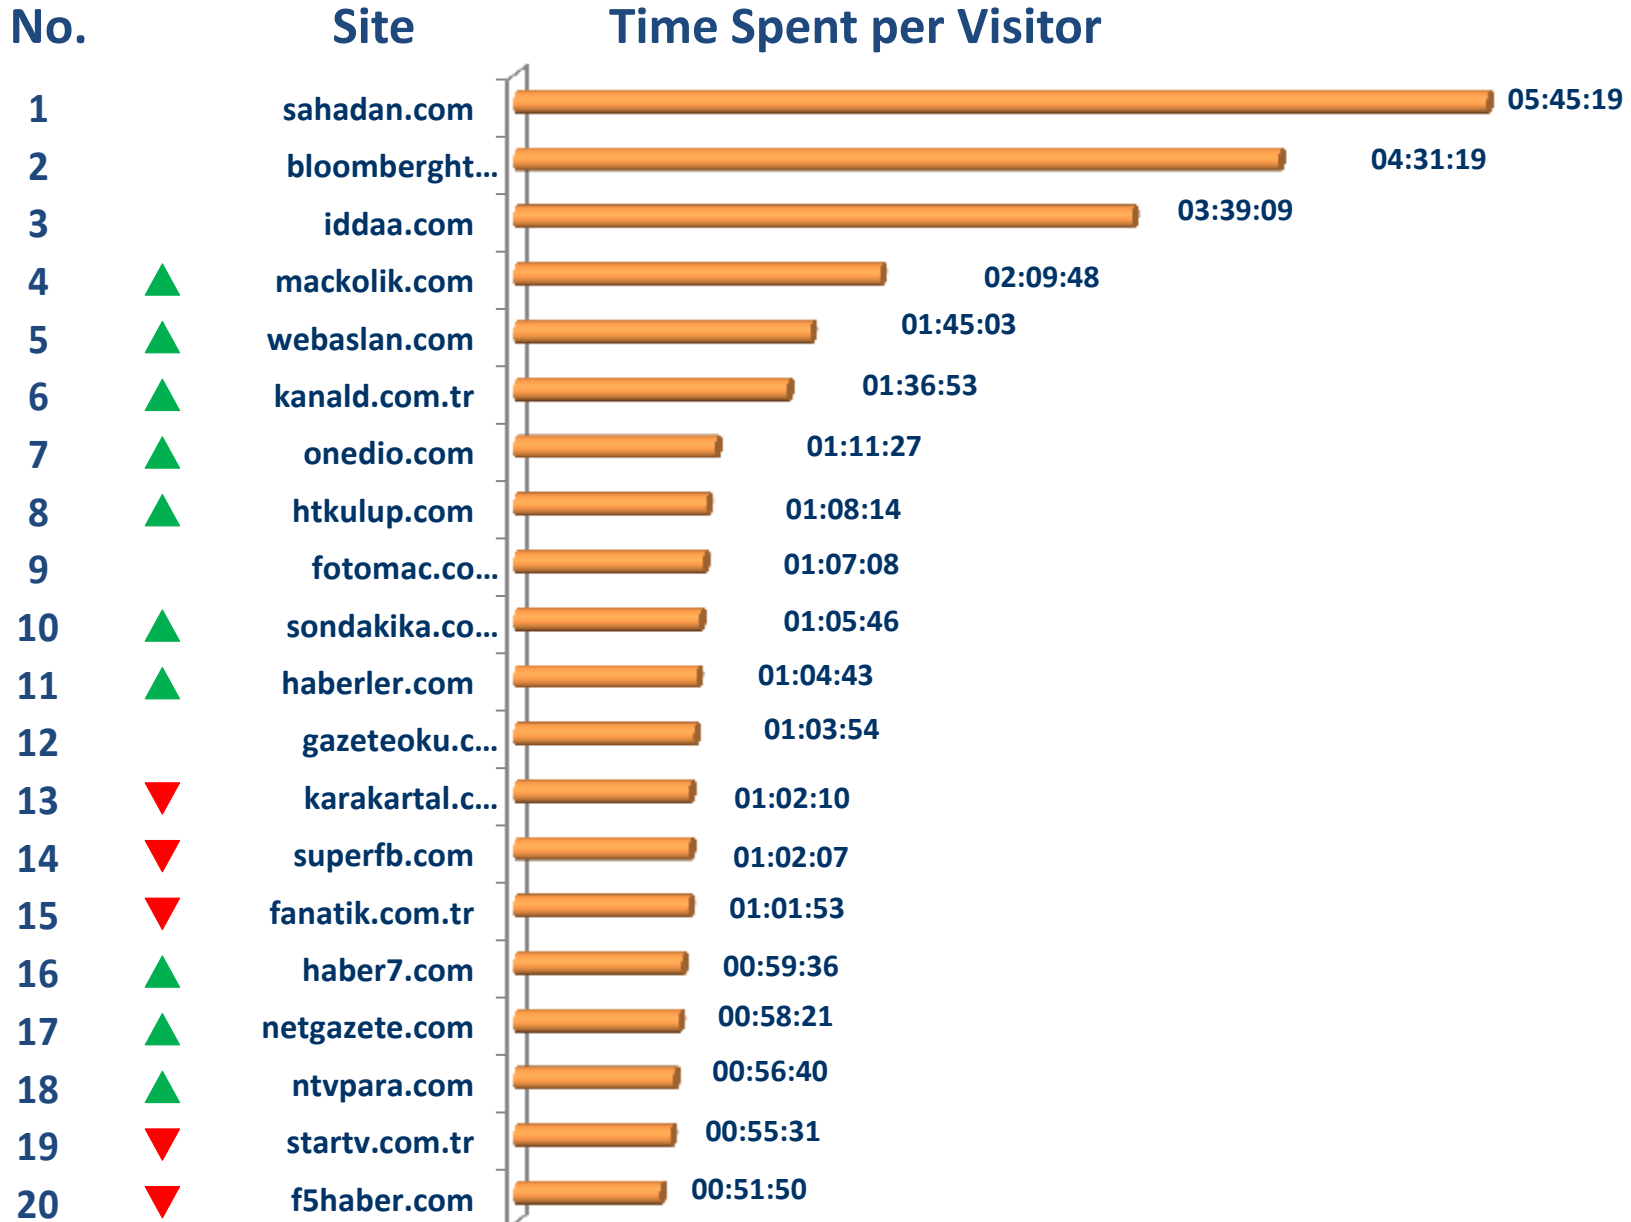 No. Site Time Spent per Visitor
1 sahadan.com 05:45:19
2 bloomberght... 04:31:19
3 iddaa.com 03:39:09
4 mackolik.com 02:09:48
5 webaslan.com 01:45:03
6 kanald.com.tr 01:36:53
7 onedio.com 01:11:27
8 htkulup.com 01:08:14
9 fotomac.co... 01:07:08
10 sondakika.co... 01:05:46
11 haberler.com 01:04:43
12 gazeteoku.c... 01:03:54
13 karakartal.c... 01:02:10
14 superfb.com 01:02:07
15 fanatik.com.tr 01:01:53
16 haber7.com 00:59:36
17 netgazete.com 00:58:21
18 ntvpara.com 00:56:40
19 startv.com.tr 00:55:31
20 f5haber.com 00:51:50